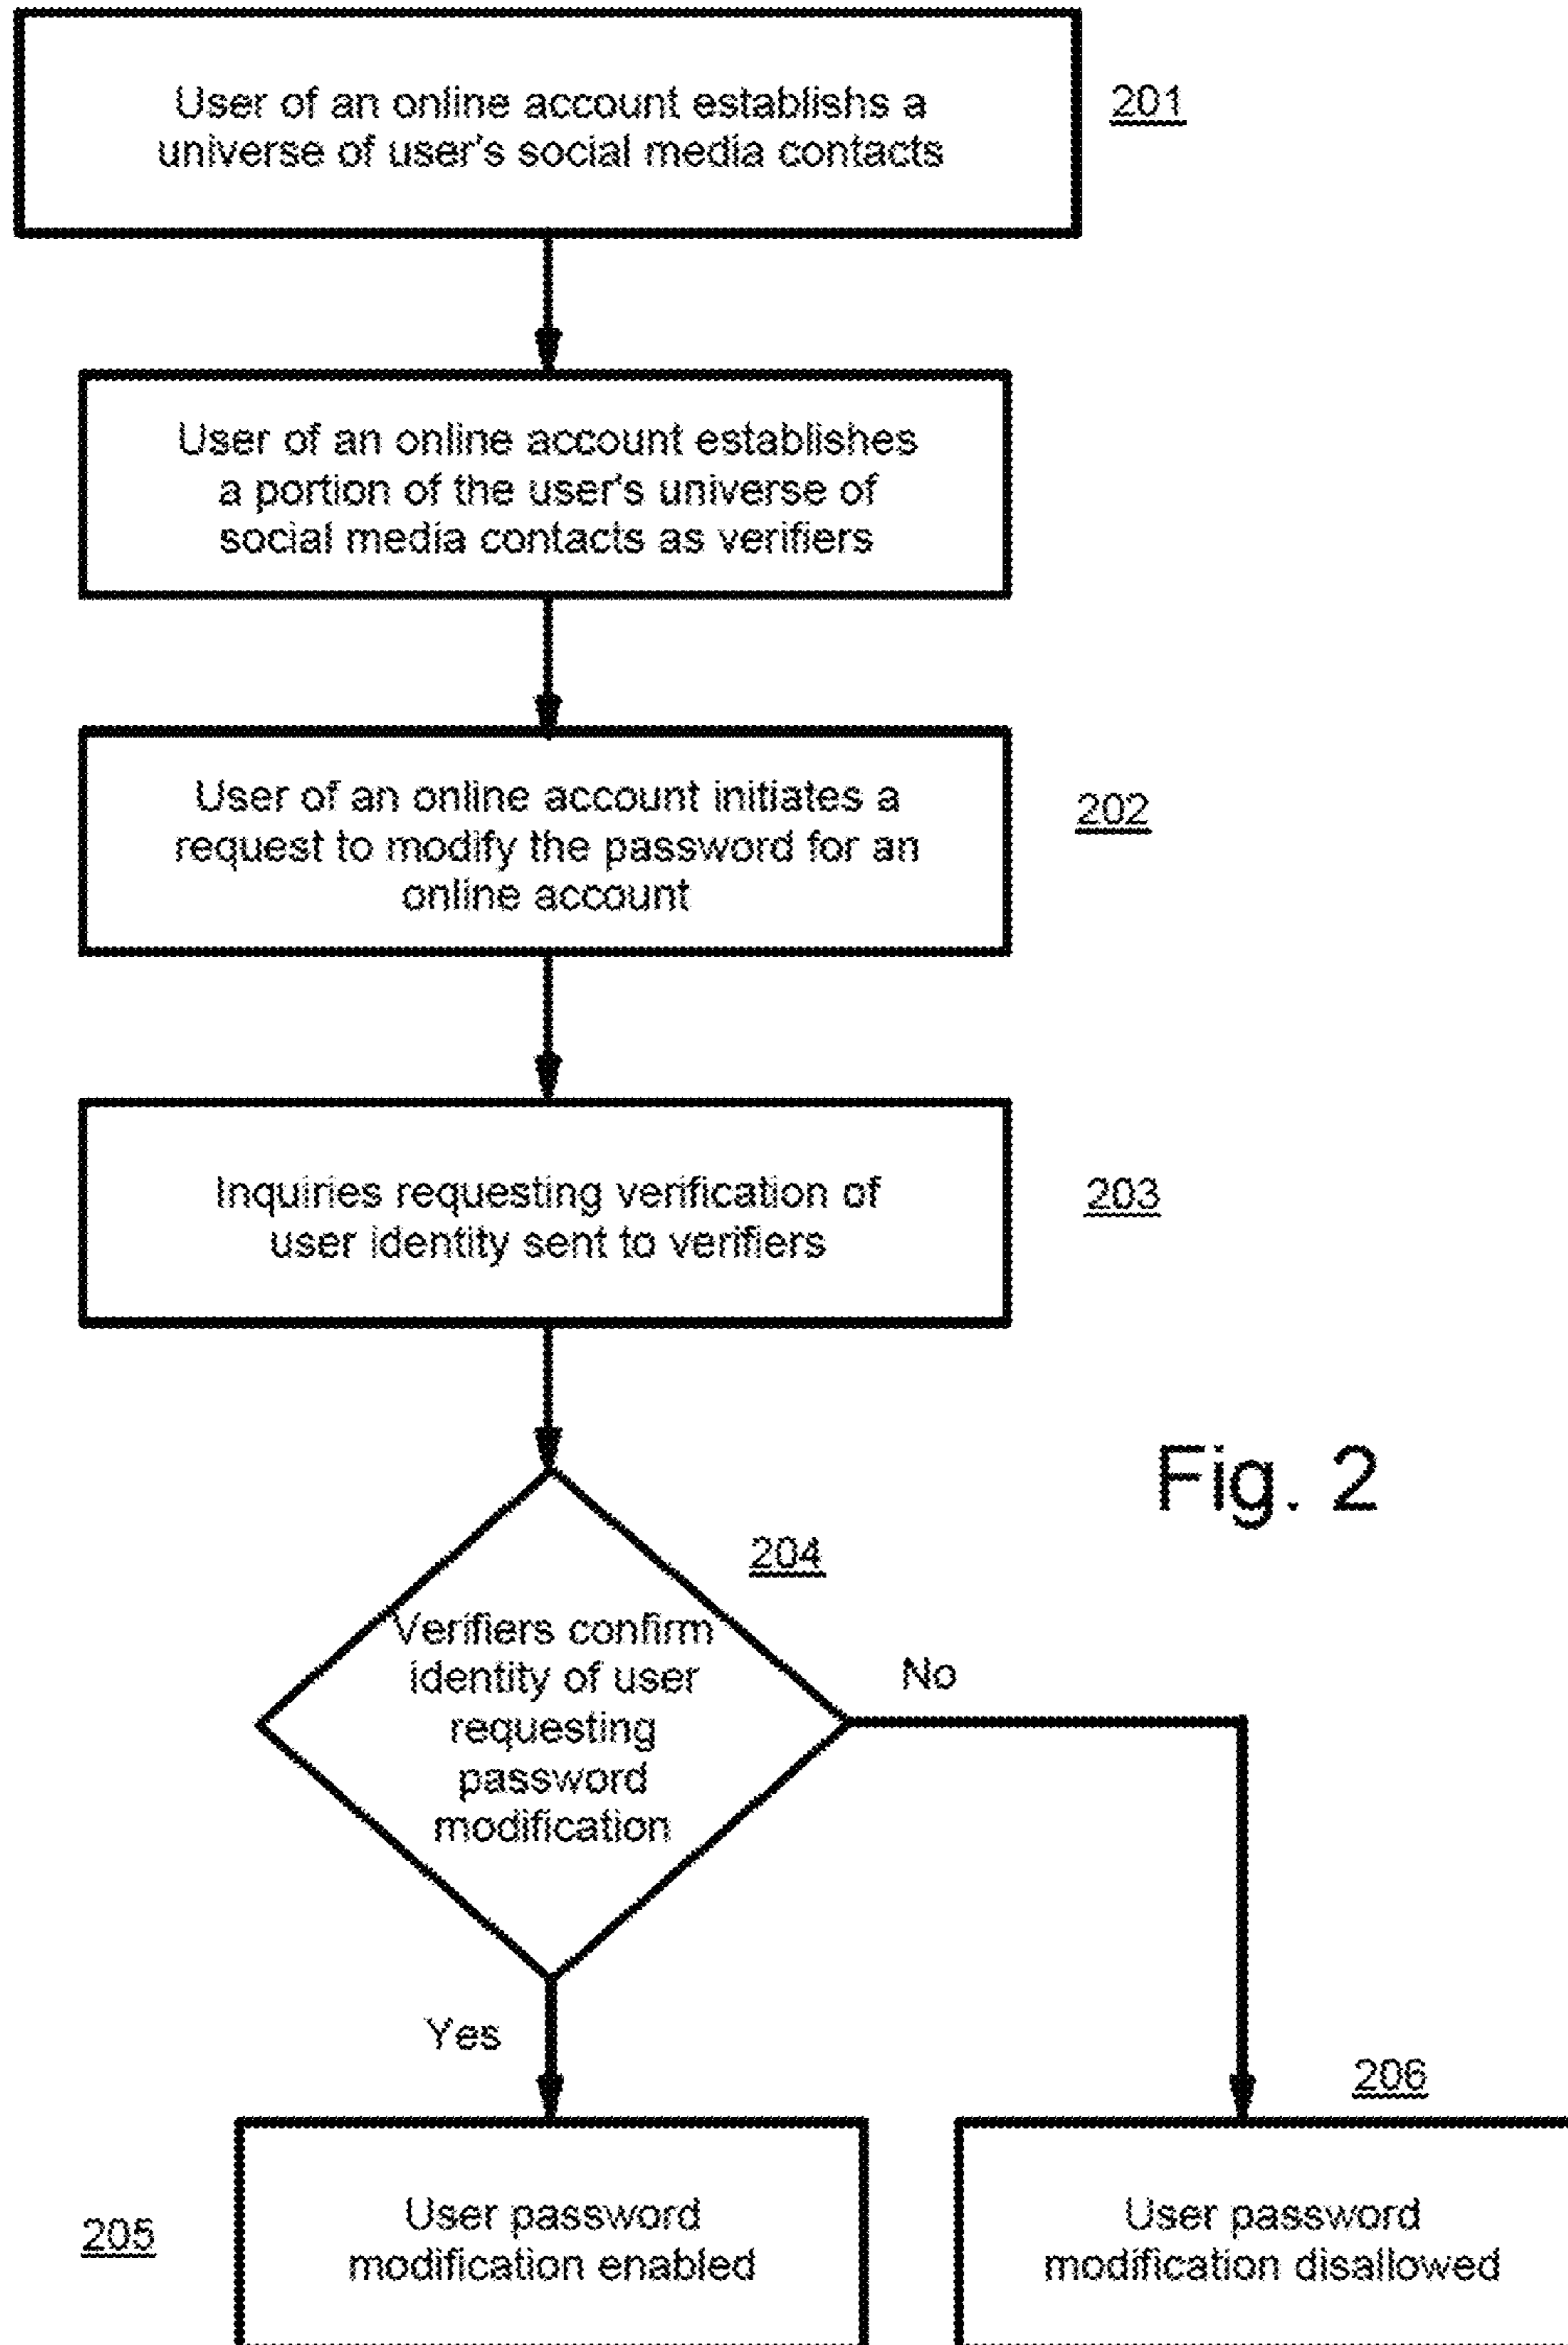 User of an online account establishs a
universe of user's social media contacts
201
User of an online account establishes
a portion of the user's universe of
social media contacts as verifiers
User of an online account initiates a
request to modify the password for an
online account
202
Inquiries requesting verification of
user identity sent to verifiers
203
Fig. 2
204
Verifiers confirm
identity of user
requesting
password
modification
No
Yes
206
205
User password
modification enabled
User password
modification disallowed